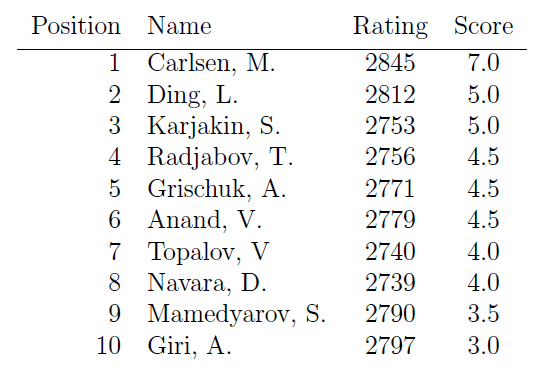 Position Name Rating Score
1 Carlsen, M. 2845 7.0
2 Ding, L. 2812 5.0
3 Karjakin, S. 2753 5.0
4 Radjabov, T. 2756 4.5
5 Grischuk, A. 2771 4.5
6 Anand, V. 2779 4.5
7 Topalov, V 2740 4.0
8 Navara, D. 2739 4.0
9 Mamedyarov, S. 2790 3.5
10 Giri, A. 2797 3.0